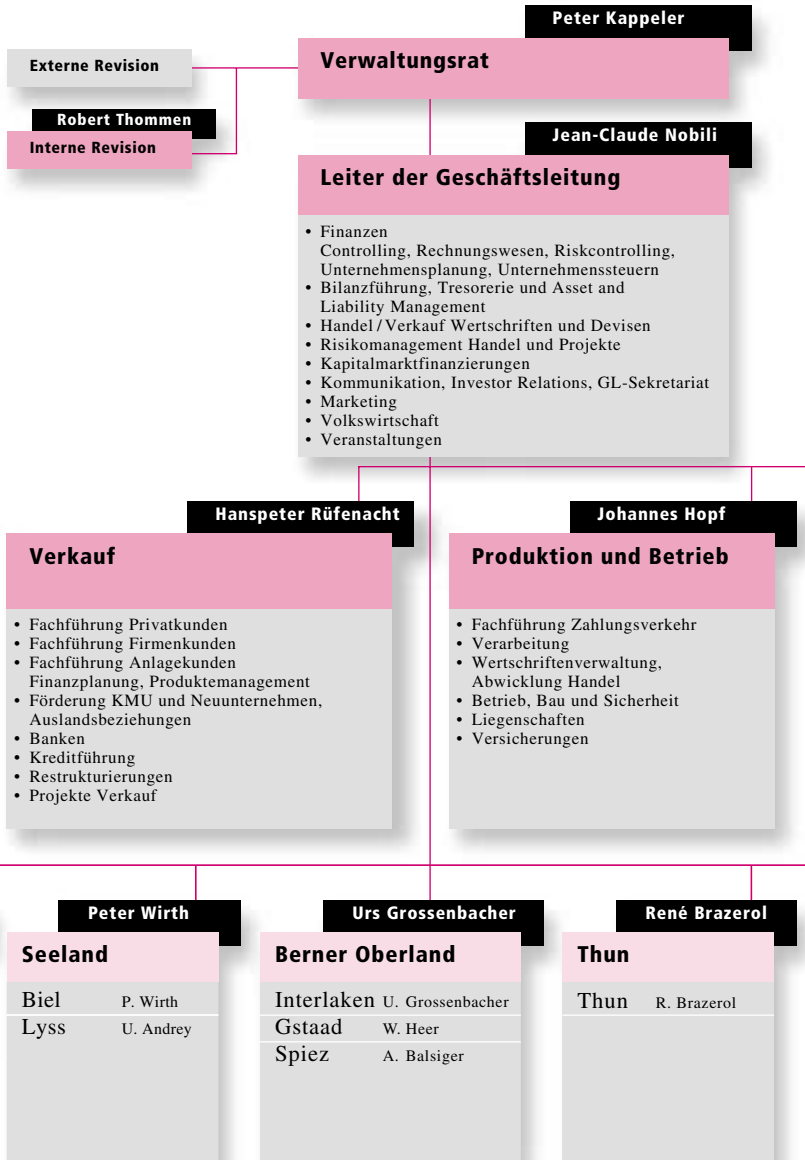 Peter Kappeler
Verwaltungsrat
Externe Revision
Robert Thommen
Interne Revision
Jean-Claude Nobili
Leiter der Geschäftsleitung
• Finanzen
Controlling, Rechnungswesen, Riskcontrolling,
Unternehmensplanung, Unternehmenssteuern
• Bilanzführung, Tresorerie und Asset and
Liability Management
• Handel / Verkauf Wertschriften und Devisen
• Risikomanagement Handel und Projekte
• Kapitalmarktfinanzierungen
• Kommunikation, Investor Relations, GL-Sekretariat
• Marketing
• Volkswirtschaft
• Veranstaltungen
Hanspeter Rüfenacht
Verkauf
• Fachführung Privatkunden
• Fachführung Firmenkunden
• Fachführung Anlagekunden
Finanzplanung, Produktemanagement
• Förderung KMU und Neuunternehmen,
Auslandsbeziehungen
• Banken
• Kreditführung
• Restrukturierungen
• Projekte Verkauf
Johannes Hopf
Produktion und Betrieb
• Fachführung Zahlungsverkehr
• Verarbeitung
• Wertschriftenverwaltung,
Abwicklung Handel
• Betrieb, Bau und Sicherheit
• Liegenschaften
• Versicherungen
Peter Wirth
Seeland
Biel P. Wirth
Lyss U. Andrey
Urs Grossenbacher
Berner Oberland
Interlaken U. Grossenbacher
Gstaad W. Heer
Spiez A. Balsiger
René Brazerol
Thun
Thun R. Brazerol